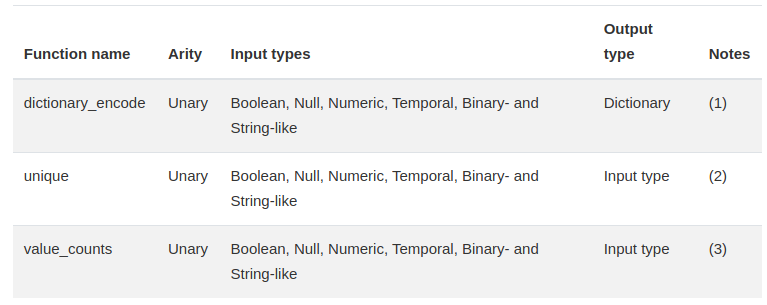 Function name Arity Input types Output type Notes
dictionary_encode Unary Boolean, Null, Numeric, Temporal, Binary- and Dictionary (1)
String-like
unique Unary Boolean, Null, Numeric, Temporal, Binary- and Input type (2)
String-like
value_counts Unary Boolean, Null, Numeric, Temporal, Binary- and Input type (3)
String-like